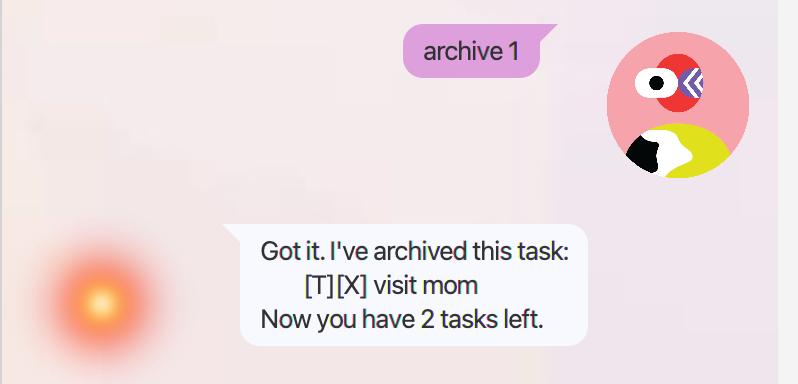 archive 1
Got it. I've archived this task:
[T][X] visit mom
Now you have 2 tasks left.